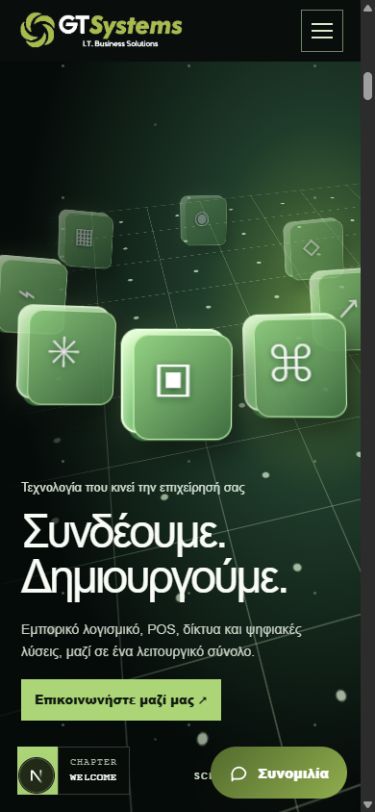 GTSystems
I.T. Business Solutions
Τεχνολογία που κινεί την επιχείρησή σας
Συνδέουμε.
Δημιουργούμε.
Εμπορικό λογισμικό, POS, δίκτυα και ψηφιακές
λύσεις, μαζί σε ένα λειτουργικό σύνολο.
Επικοινωνήστε μαζί μας ↗
N
CHAPTER
WELCOME
Συνομιλία